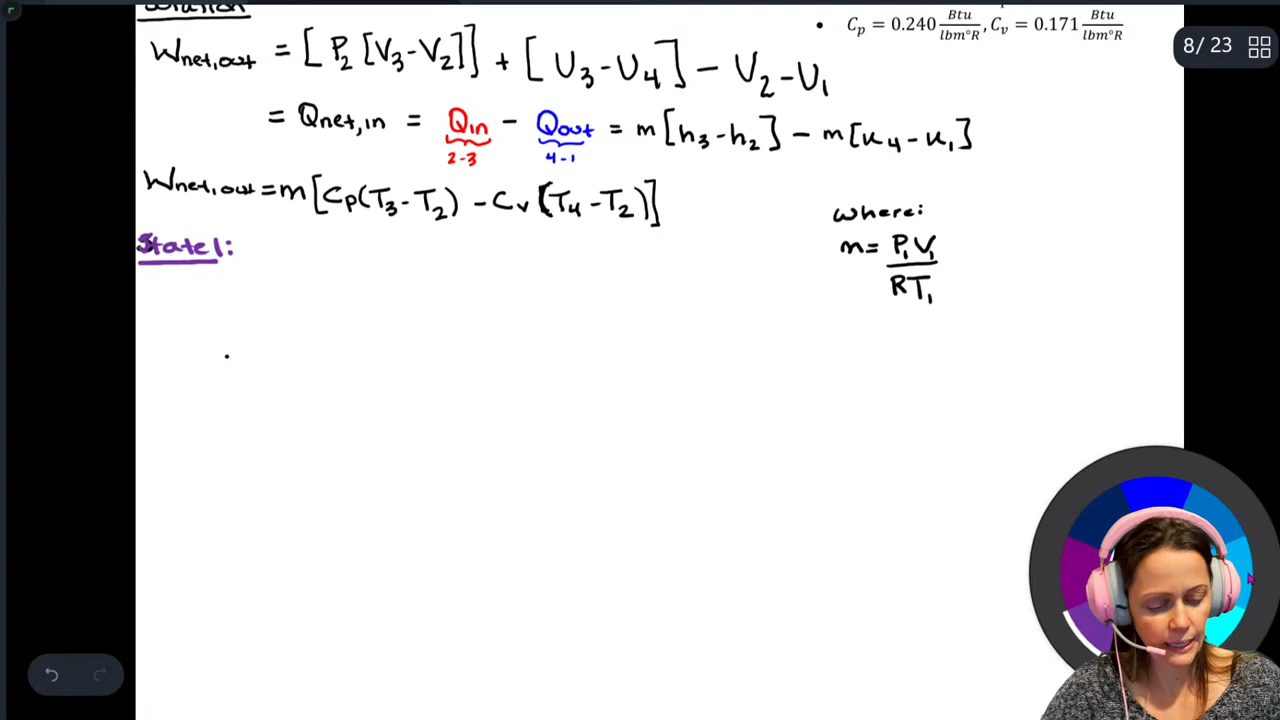 Solution
• Cp = 0.240 Btu/lbm°R, Cv = 0.171 Btu/lbm°R
8 / 23
Wnet,out = [P2 [V3-V2]] + [U3-U4] - U2-U1
= Qnet,in = Qin - Qout = m[h3-h2] - m[u4-u1]
2-3 4-1
Wnet,out = m[Cp(T3-T2) - Cv(T4-T2)]
where:
m = P1V1/RT1
State 1: